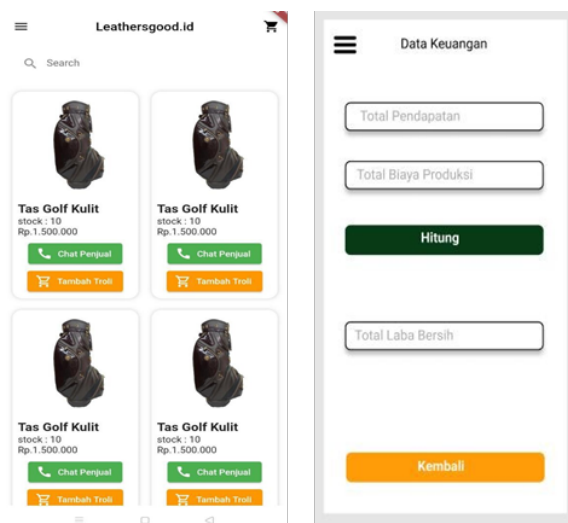 Leathersgood.id
Search
Tas Golf Kulit
stock : 10
Rp.1.500.000
Chat Penjual
Tambah Troli
Tas Golf Kulit
stock : 10
Rp.1.500.000
Chat Penjual
Tambah Troli
Tas Golf Kulit
stock : 10
Rp.1.500.000
Chat Penjual
Tambah Troli
Tas Golf Kulit
stock : 10
Rp.1.500.000
Chat Penjual
Tambah Troli
Data Keuangan
Total Pendapatan
Total Biaya Produksi
Hitung
Total Laba Bersih
Kembali